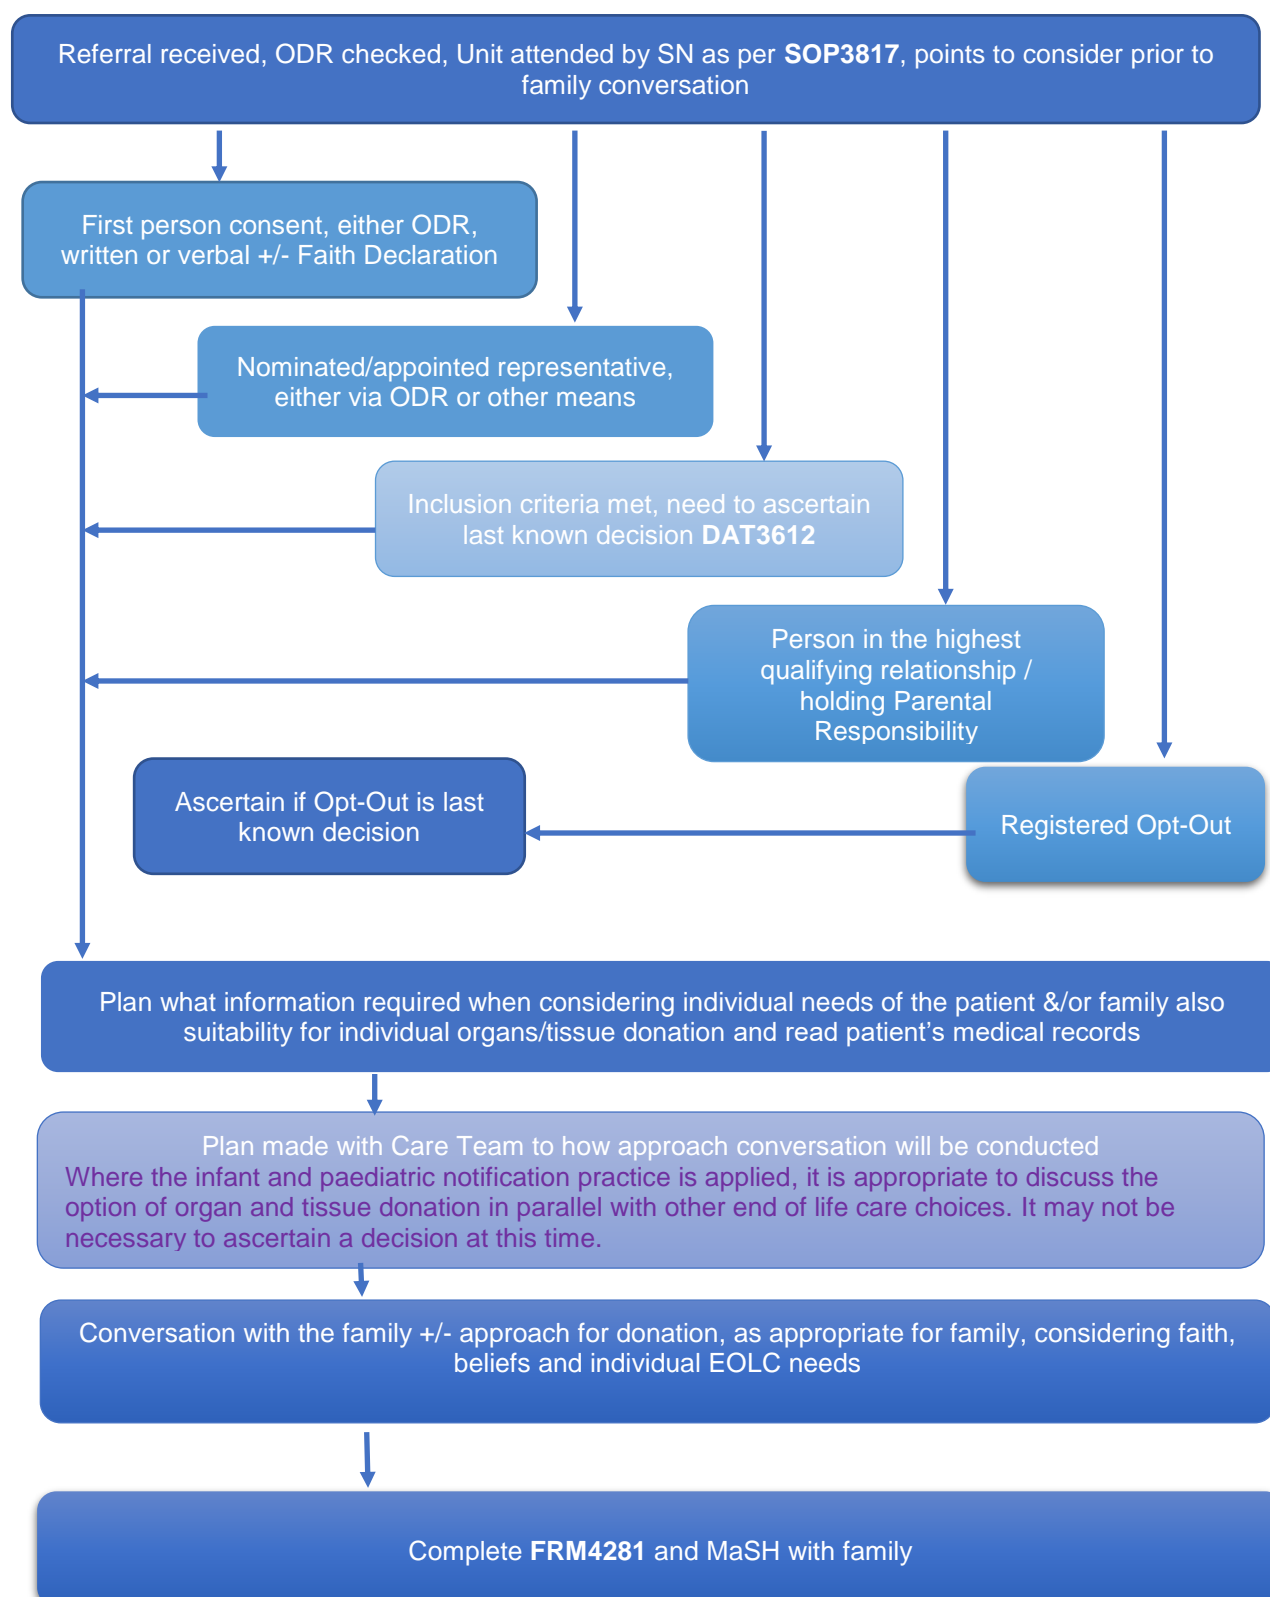 Referral received, ODR checked, Unit attended by SN as per SOP3817, points to consider prior to
family conversation
First person consent, either ODR,
written or verbal +/- Faith Declaration
Nominated/appointed representative,
either via ODR or other means
Inclusion criteria met, need to ascertain
last known decision DAT3612
Person in the highest
qualifying relationship /
holding Parental
Responsibility
Ascertain if Opt-Out is last
known decision
Registered Opt-Out
Plan what information required when considering individual needs of the patient &/or family also
suitability for individual organs/tissue donation and read patient’s medical records
Plan made with Care Team to how approach conversation will be conducted
Where the infant and paediatric notification practice is applied, it is appropriate to discuss the
option of organ and tissue donation in parallel with other end of life care choices. It may not be
necessary to ascertain a decision at this time.
Conversation with the family +/- approach for donation, as appropriate for family, considering faith,
beliefs and individual EOLC needs
Complete FRM4281 and MaSH with family